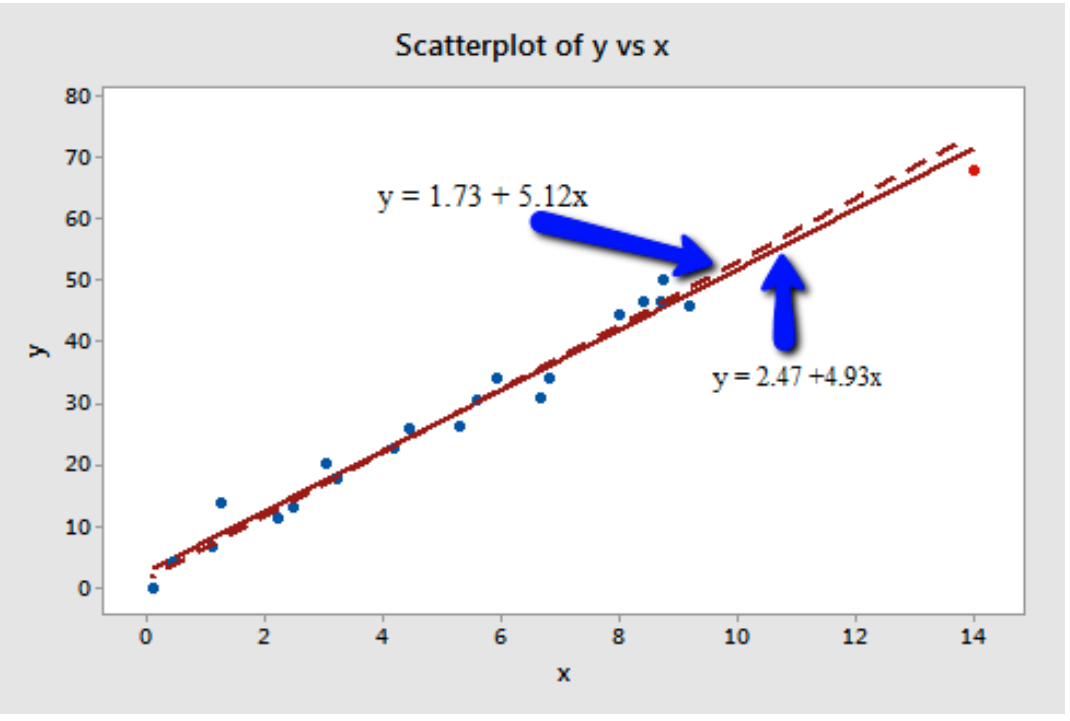 Scatterplot of y vs x
80
70
60
50
40
30
20
10
0
y
y = 1.73 + 5.12x
y = 2.47 +4.93x
0 2 4 6 8 10 12 14
x